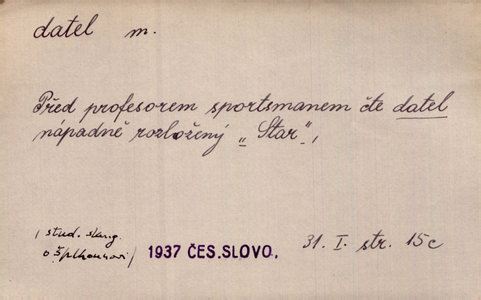 datel m.
Před profesorem sportsmanem čte datel
nápadně rozložený „Star",
(stud. slang.
o šplhounovi)
1937 ČES.SLOVO.
31. I. str. 15c